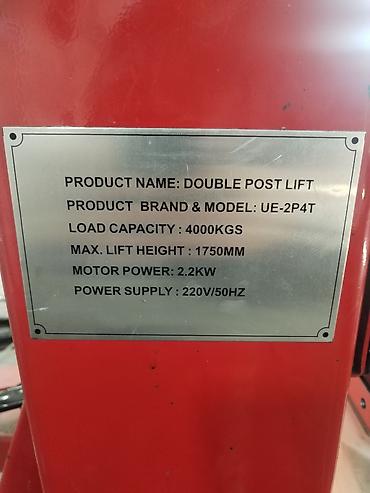 PRODUCT NAME: DOUBLE POST LIFT
PRODUCT BRAND & MODEL: UE-2P4T
LOAD CAPACITY : 4000KGS
MAX. LIFT HEIGHT : 1750MM
MOTOR POWER: 2.2KW
POWER SUPPLY : 220V/50HZ